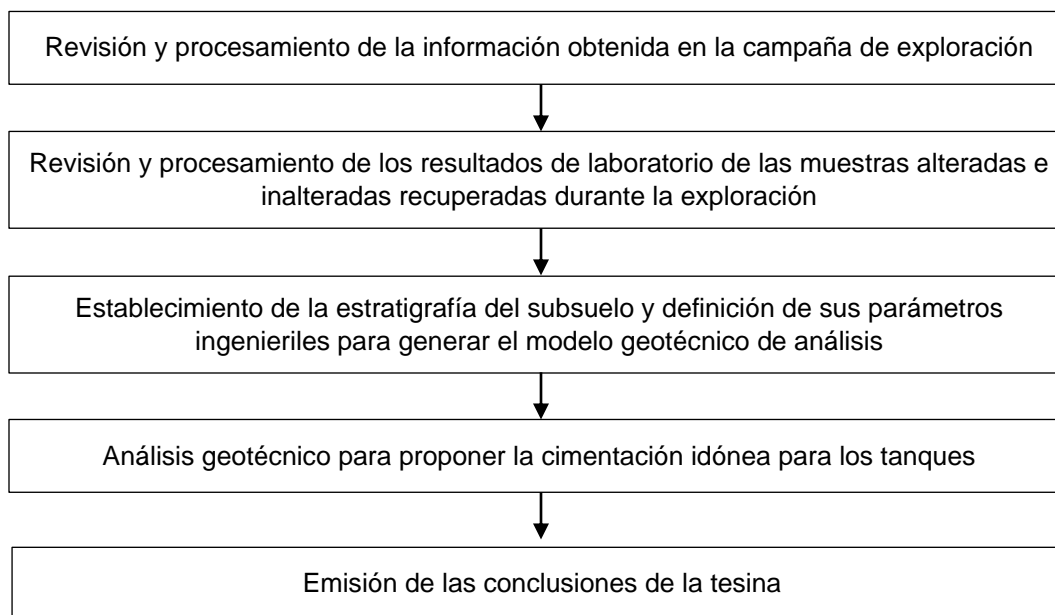 Revisión y procesamiento de la información obtenida en la campaña de exploración
Revisión y procesamiento de los resultados de laboratorio de las muestras alteradas e
inalteradas recuperadas durante la exploración
Establecimiento de la estratigrafía del subsuelo y definición de sus parámetros
ingenieriles para generar el modelo geotécnico de análisis
Análisis geotécnico para proponer la cimentación idónea para los tanques
Emisión de las conclusiones de la tesina